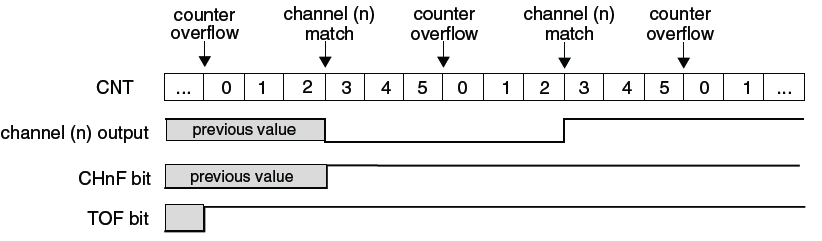 counter channel (n) counter channel (n) counter
overflow match overflow match overflow
CNT ... 0 1 2 3 4 5 0 1 2 3 4 5 0 1 ...
channel (n) output previous value
CHnF bit previous value
TOF bit